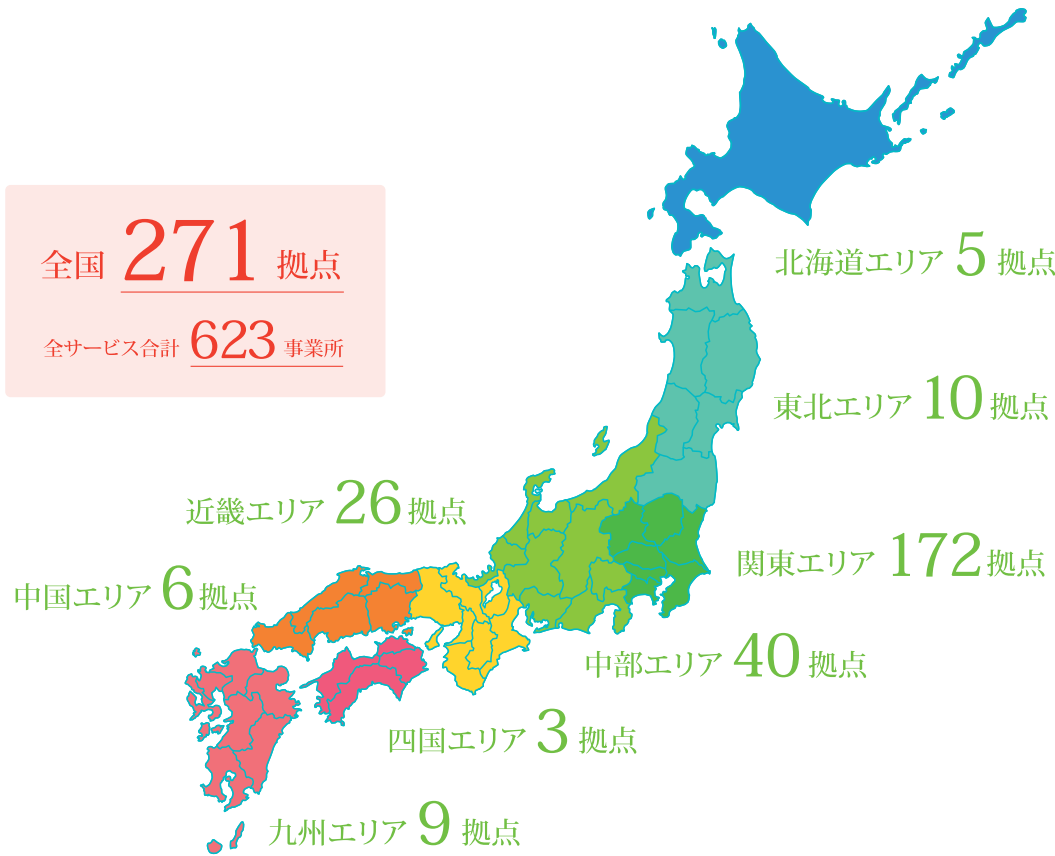 全国 271 拠点
全サービス合計 623 事業所
北海道エリア 5 拠点
東北エリア 10 拠点
近畿エリア 26 拠点
関東エリア 172 拠点
中国エリア 6 拠点
中部エリア 40 拠点
四国エリア 3 拠点
九州エリア 9 拠点